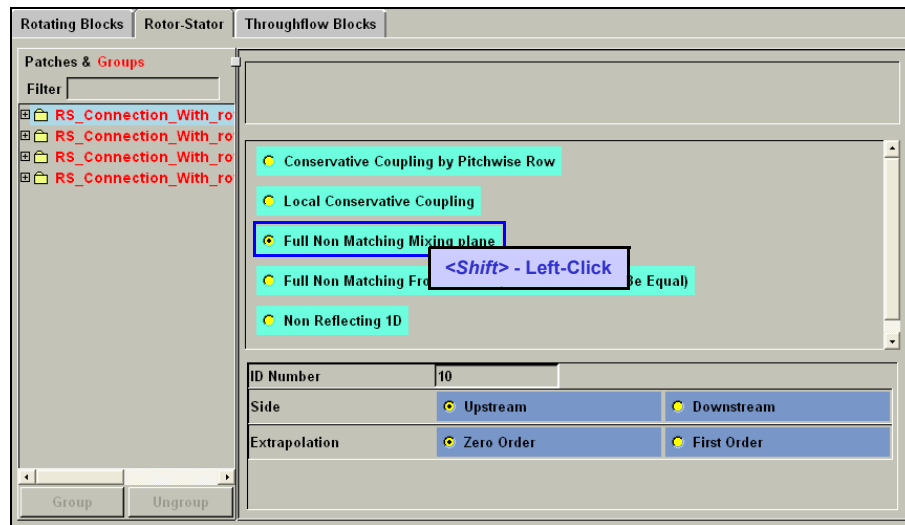 Rotating Blocks Rotor-Stator Throughflow Blocks
Patches & Groups
Filter
RS_Connection_With_ro
RS_Connection_With_ro
RS_Connection_With_ro
RS_Connection_With_ro
Conservative Coupling by Pitchwise Row
Local Conservative Coupling
Full Non Matching Mixing plane
<Shift> - Left-Click
Full Non Matching Fro Be Equal)
Non Reflecting 1D
ID Number 10
Side Upstream Downstream
Extrapolation Zero Order First Order
Group Ungroup